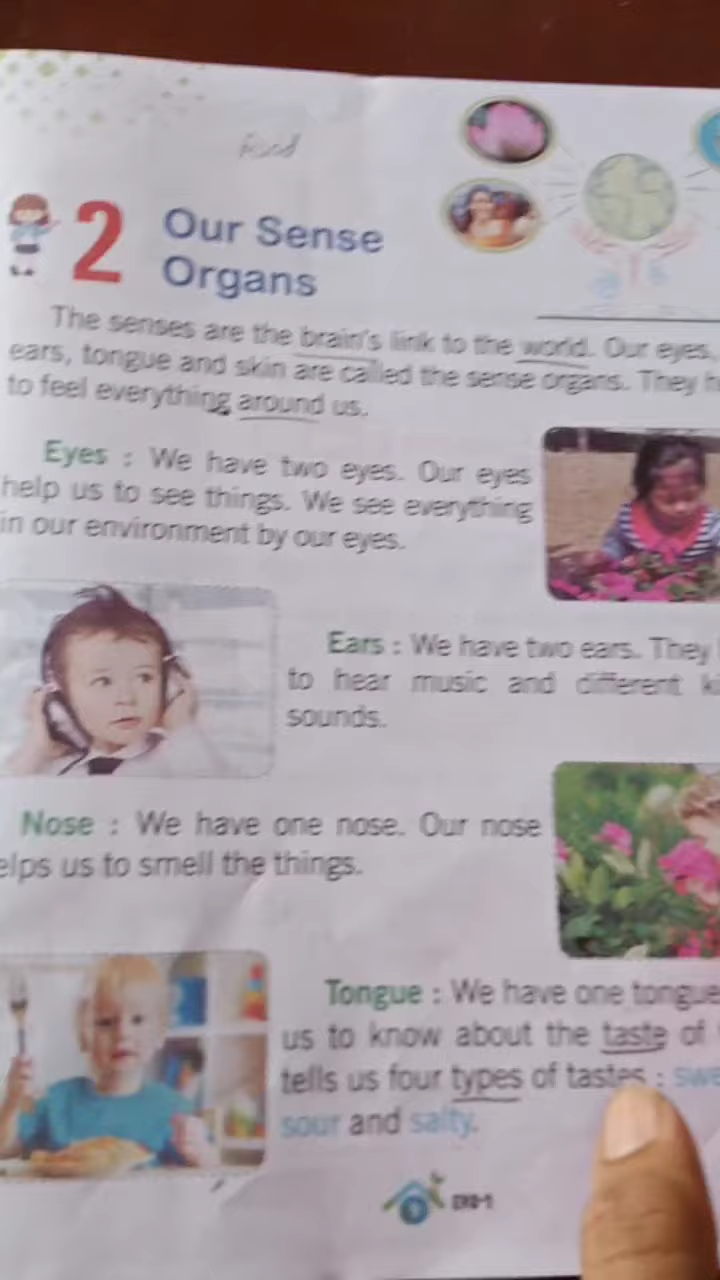 2 Our Sense
Organs
The senses are the brain's link to the world. Our eyes,
ears, tongue and skin are called the sense organs. They
to feel everything around us.
Eyes : We have two eyes. Our eyes
help us to see things. We see everything
in our environment by our eyes.
Ears : We have two ears. They
to hear music and different
sounds.
Nose : We have one nose. Our nose
elps us to smell the things.
Tongue : We have one tongue
us to know about the taste of
tells us four types of tastes : swe
sour and salty.